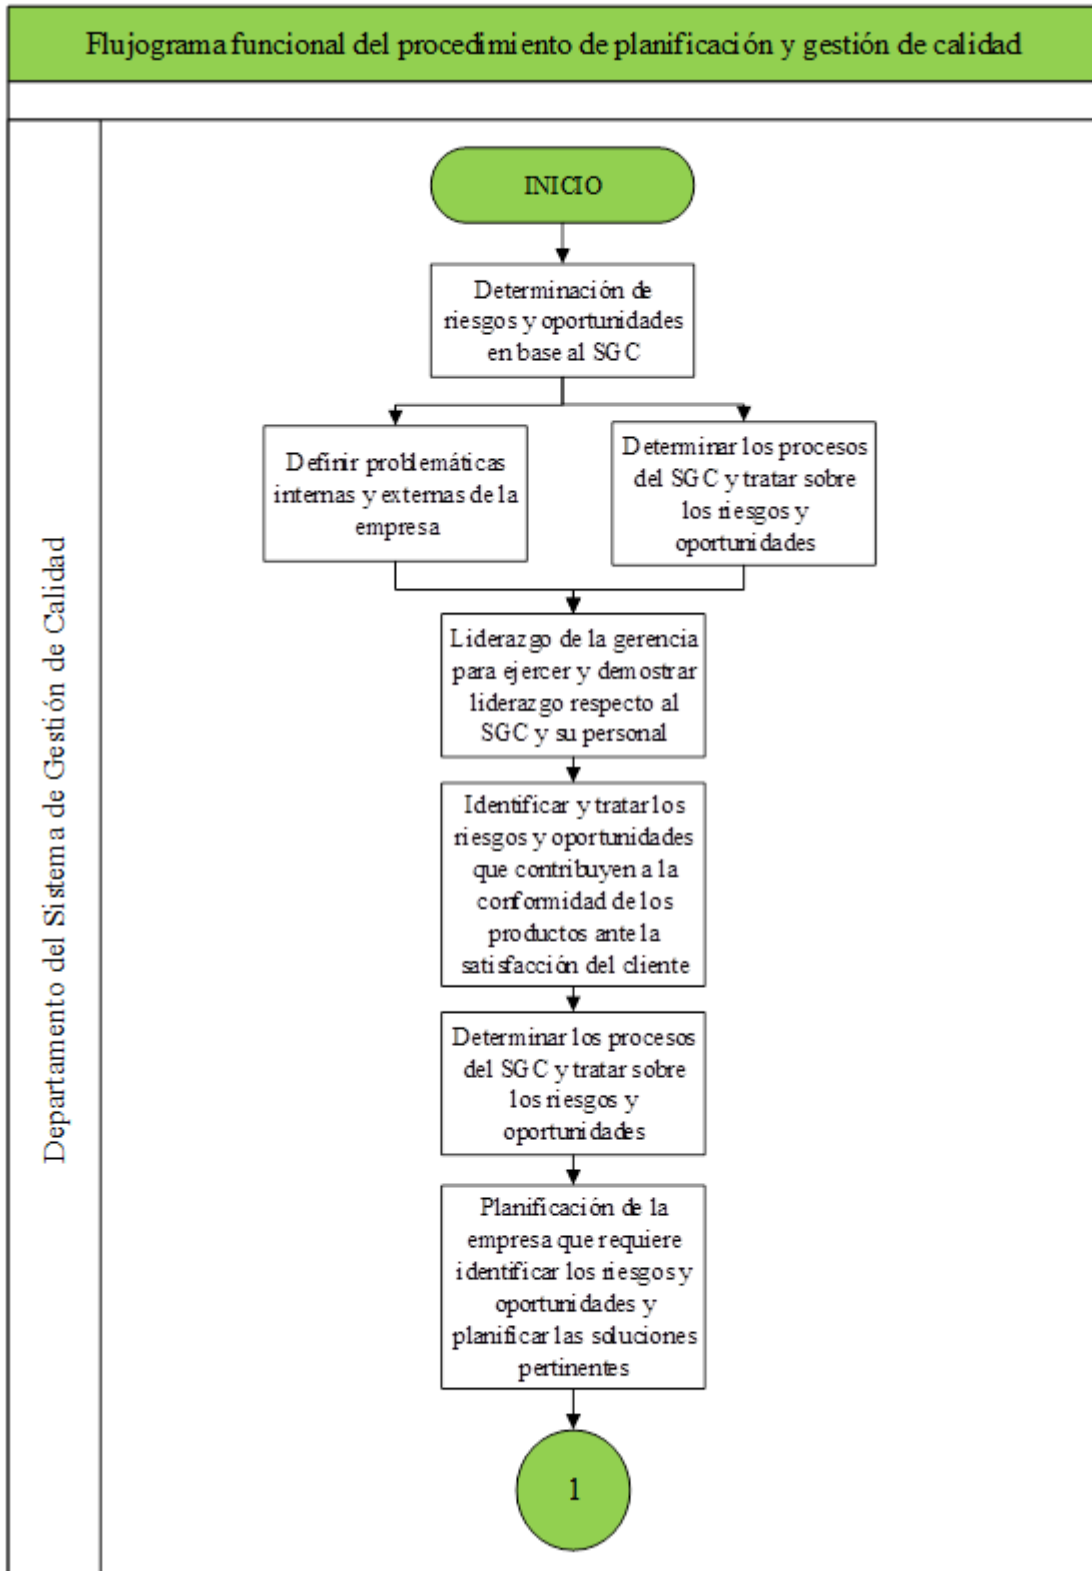 Flujograma funcional del procedimiento de planificación y gestión de calidad
Departamento del Sistema de Gestión de Calidad
INICIO
Determinación de
riesgos y oportunidades
en base al SGC
Definir problemáticas
internas y externas de la
empresa
Determinar los procesos
del SGC y tratar sobre
los riesgos y
oportunidades
Liderazgo de la gerencia
para ejercer y demostrar
liderazgo respecto al
SGC y su personal
Identificar y tratar los
riesgos y oportunidades
que contribuyen a la
conformidad de los
productos ante la
satisfacción del cliente
Determinar los procesos
del SGC y tratar sobre
los riesgos y
oportunidades
Planificación de la
empresa que requiere
identificar los riesgos y
oportunidades y
planificar las soluciones
pertinentes
1